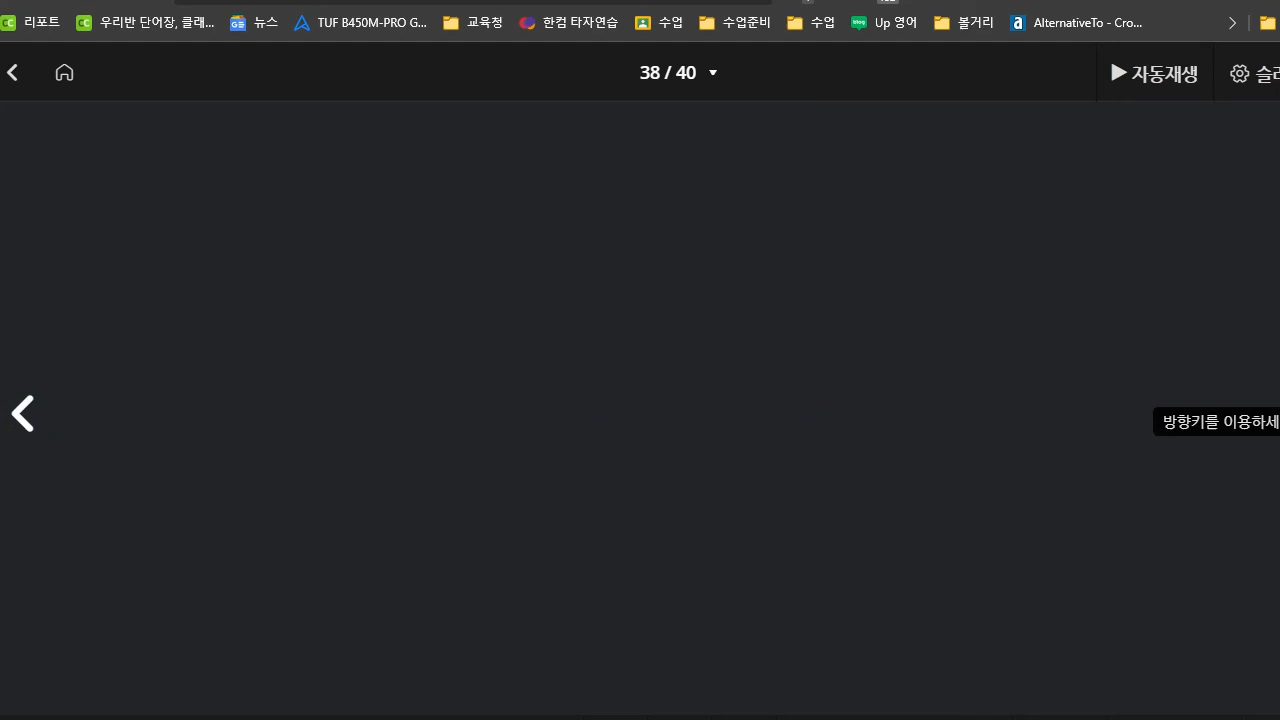 리포트 우리반 단어장, 클래... 뉴스 TUF B450M-PRO G... 교육청 한컴 타자연습 수업 수업준비 수업 Up 영어 볼거리 AlternativeTo - Cro...
38 / 40 자동재생
방향키를 이용하세